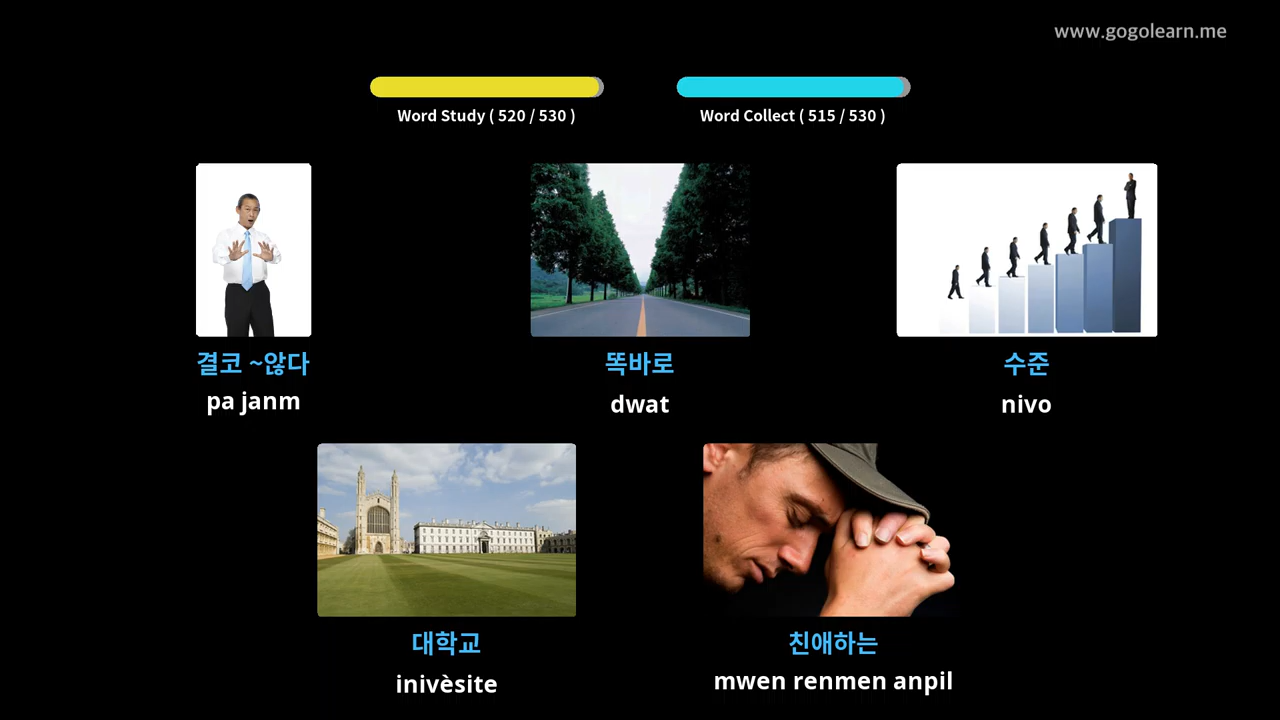 www.gogolearn.me
Word Study ( 520 / 530 )
Word Collect ( 515 / 530 )
결코 ~않다
pa janm
똑바로
dwat
수준
nivo
대학교
inivèsite
친애하는
mwen renmen anpil